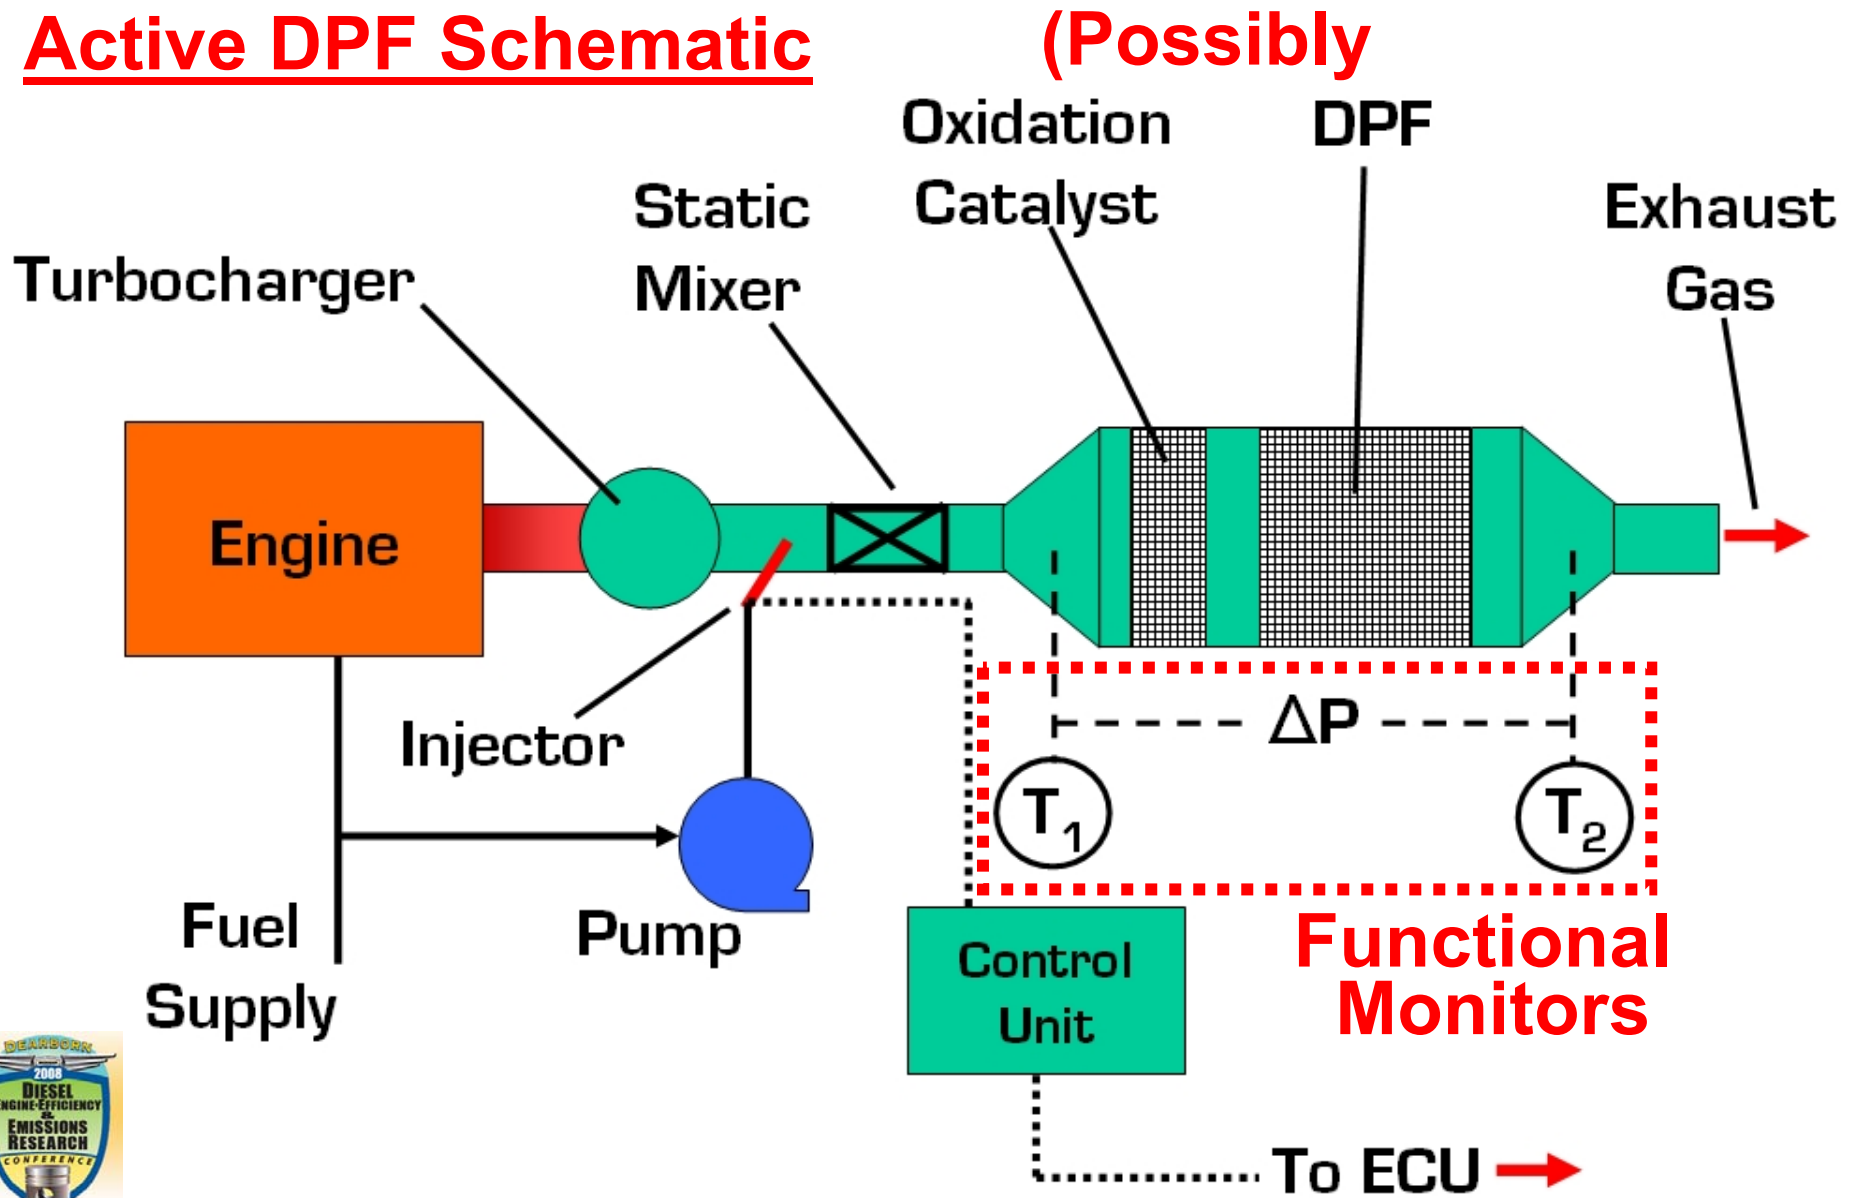 Active DPF Schematic
(Possibly
Oxidation
Catalyst
DPF
Static
Mixer
Exhaust
Gas
Turbocharger
Engine
Injector
ΔP
T1
T2
Fuel
Supply
Pump
Control
Unit
Functional
Monitors
To ECU
DEARBORN
2008
DIESEL
ENGINE-EFFICIENCY
&
EMISSIONS
RESEARCH
CONFERENCE